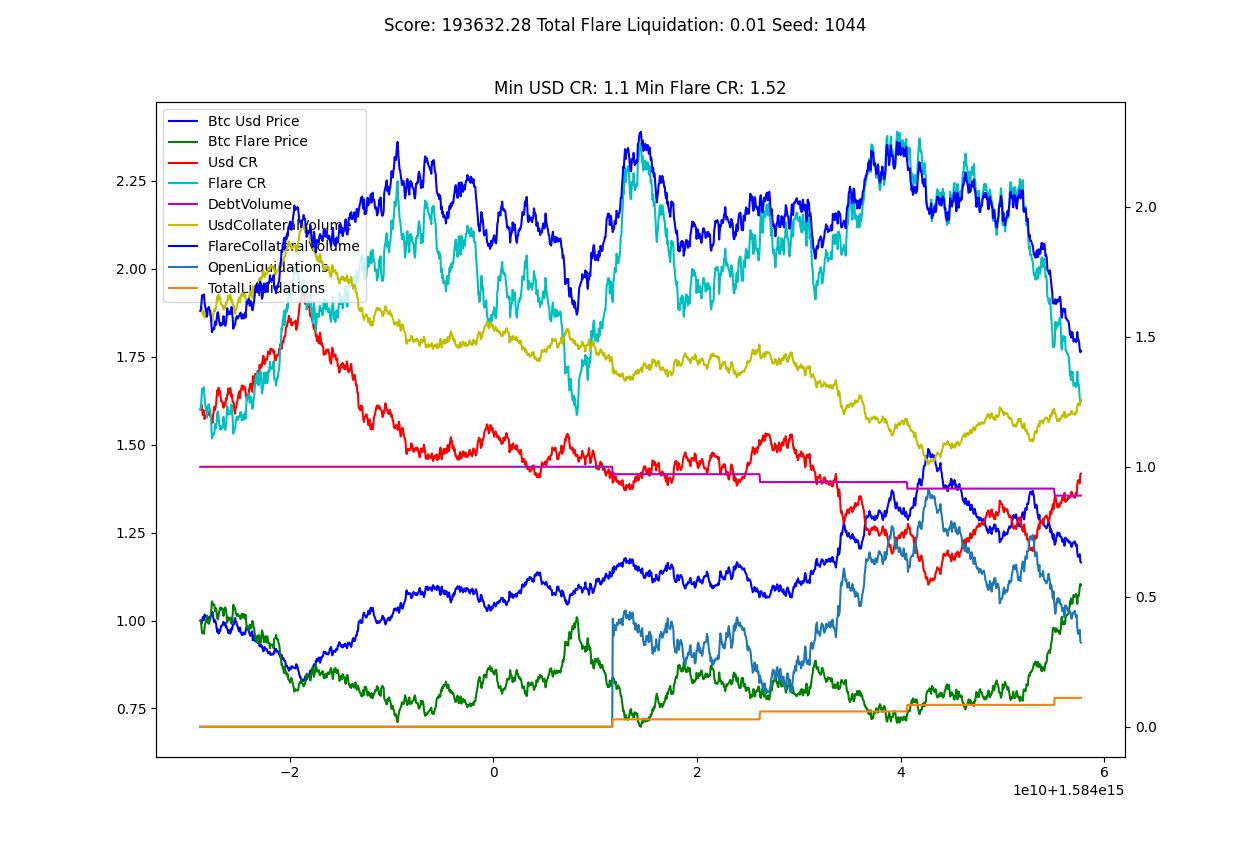 Score: 193632.28 Total Flare Liquidation: 0.01 Seed: 1044
Min USD CR: 1.1 Min Flare CR: 1.52
Btc Usd Price
Btc Flare Price
Usd CR
Flare CR
DebtVolume
UsdCollateralVolume
FlareCollateralVolume
OpenLiquidations
TotalLiquidations
2.25
2.00
1.75
1.50
1.25
1.00
0.75
2.0
1.5
1.0
0.5
0.0
−2
0
2
4
6
1e10+1.584e15